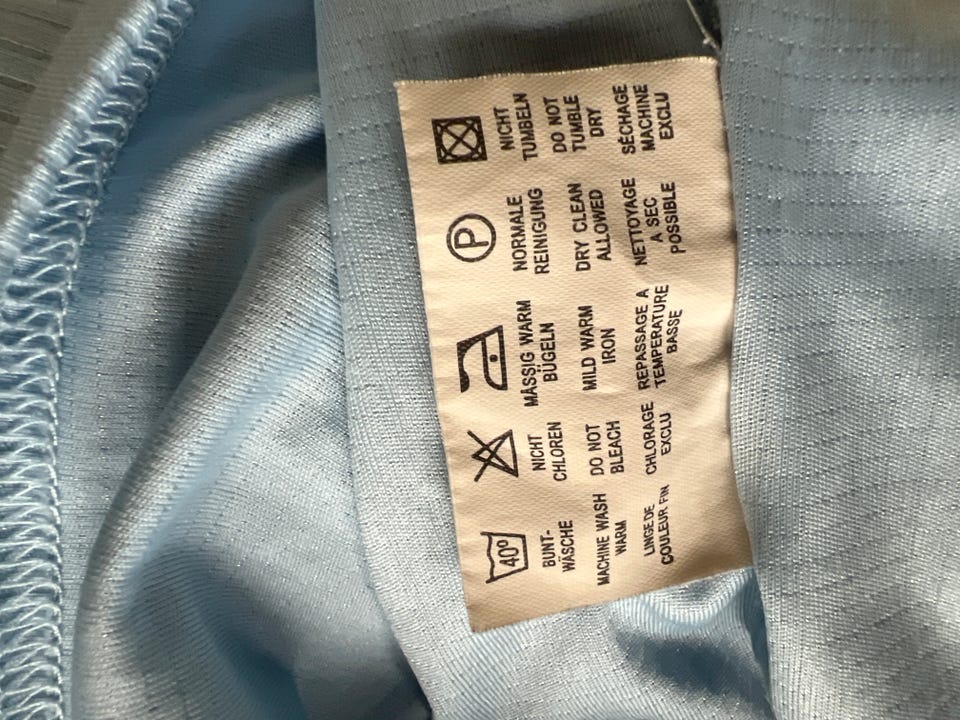 40°
BUNT-
WÄSCHE
MACHINE WASH
WARM
LINGE DE
COULEUR FIN
NICHT
CHLOREN
DO NOT
BLEACH
CHLORAGE
EXCLU
MÄSSIG WARM
BÜGELN
MILD WARM
IRON
REPASSAGE A
TEMPERATURE
BASSE
P
NORMALE
REINIGUNG
DRY CLEAN
ALLOWED
NETTOYAGE
A SEC
POSSIBLE
NICHT
TUMBELN
DO NOT
TUMBLE
DRY
SÉCHAGE
MACHINE
EXCLU